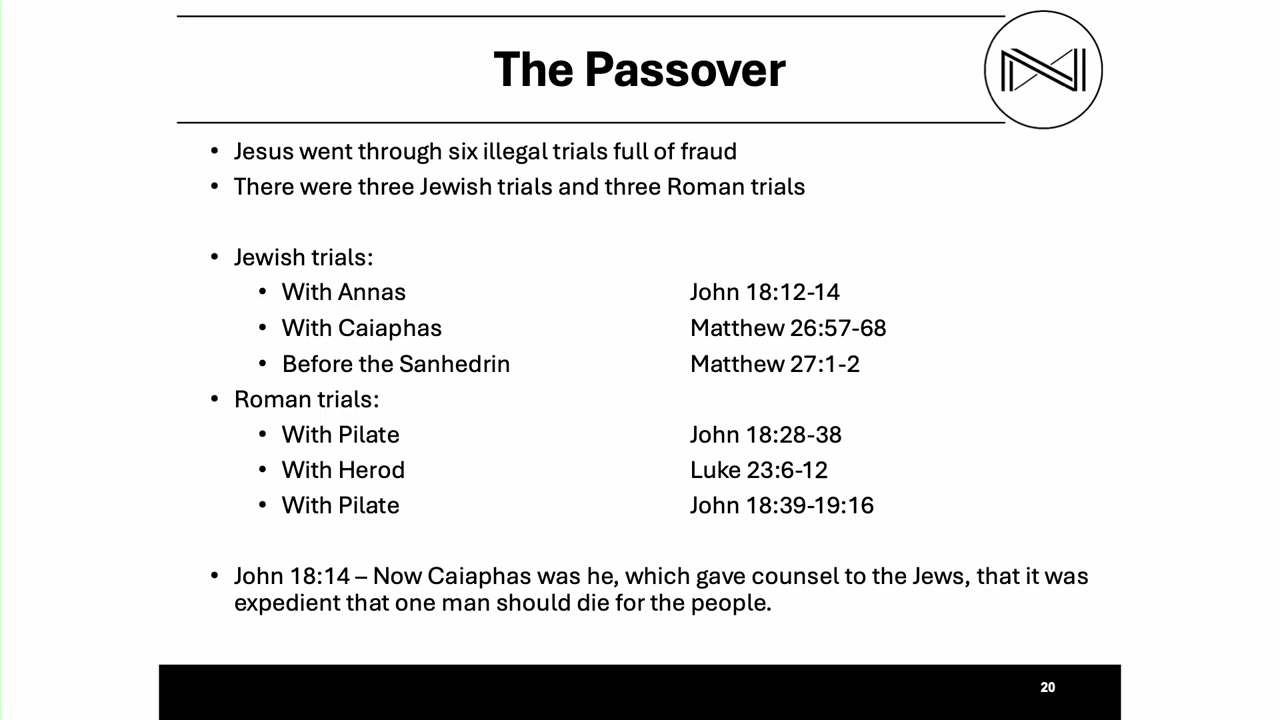 The Passover
• Jesus went through six illegal trials full of fraud
• There were three Jewish trials and three Roman trials
• Jewish trials:
• With Annas John 18:12-14
• With Caiaphas Matthew 26:57-68
• Before the Sanhedrin Matthew 27:1-2
• Roman trials:
• With Pilate John 18:28-38
• With Herod Luke 23:6-12
• With Pilate John 18:39-19:16
• John 18:14 – Now Caiaphas was he, which gave counsel to the Jews, that it was
expedient that one man should die for the people.
20